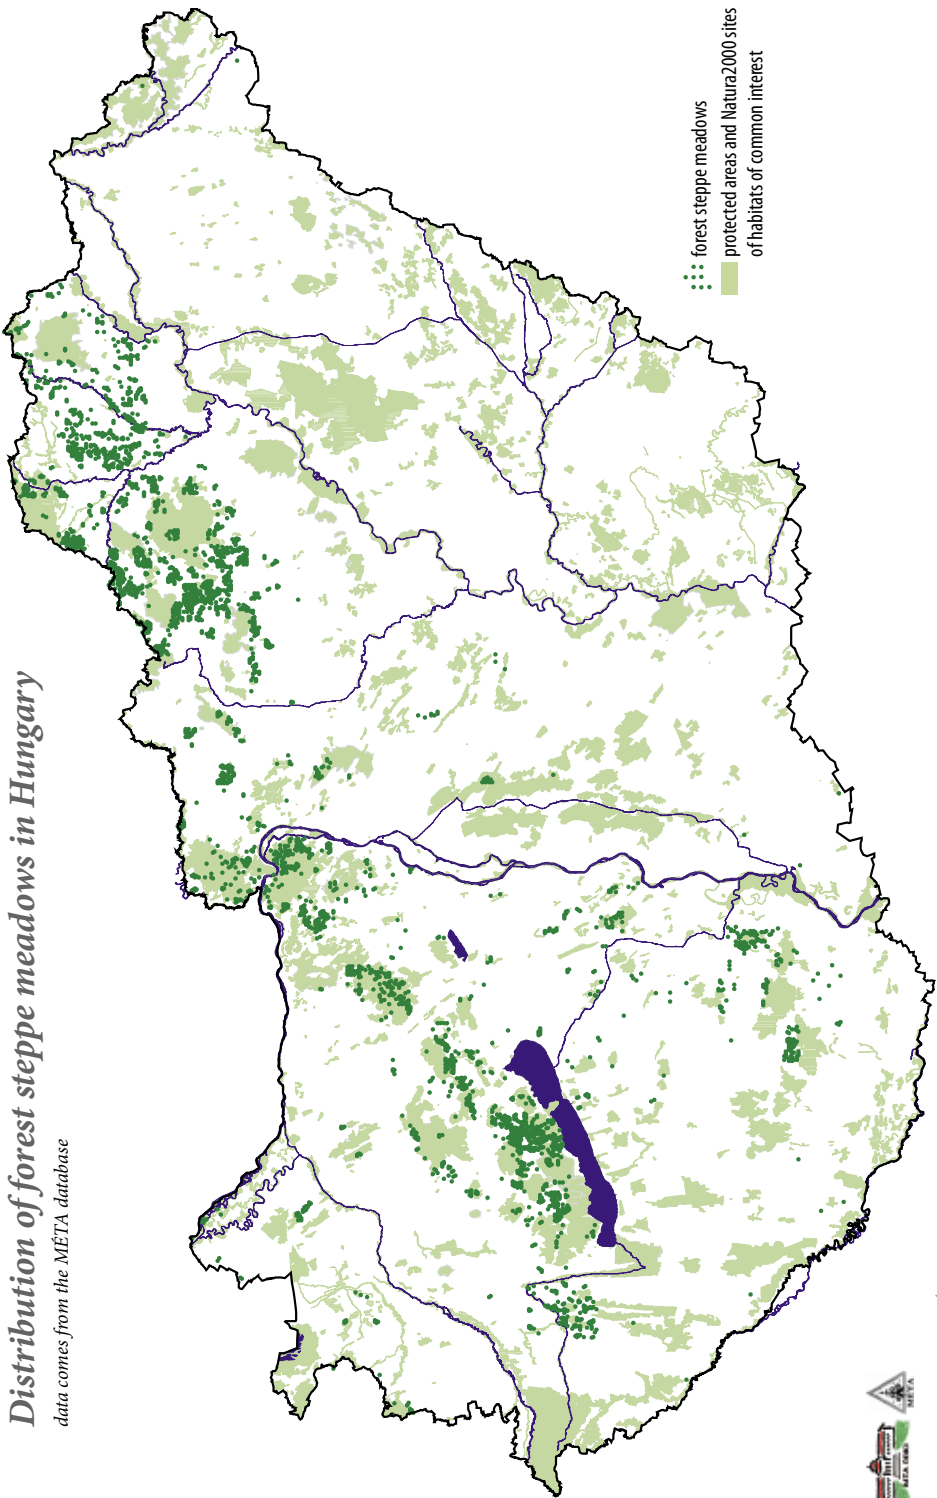 Distribution of forest steppe meadows in Hungary
data comes from the MÉTA database
forest steppe meadows
protected areas and Natura2000 sites
of habitats of common interest
MÉTA